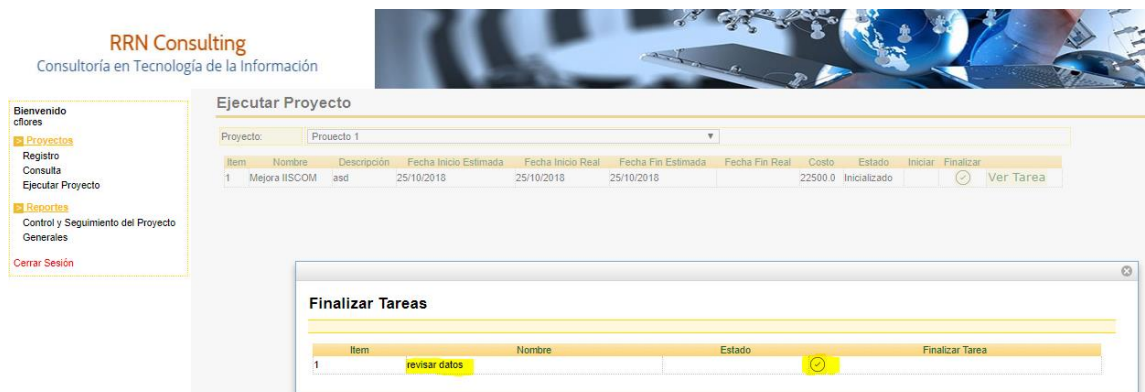 RRN Consulting
Consultoría en Tecnología de la Información
Bienvenido
cflores
Proyectos
Registro
Consulta
Ejecutar Proyecto
Reportes
Control y Seguimiento del Proyecto
Generales
Cerrar Sesión
Ejecutar Proyecto
Proyecto: Prouecto 1
Item Nombre Descripción Fecha Inicio Estimada Fecha Inicio Real Fecha Fin Estimada Fecha Fin Real Costo Estado Iniciar Finalizar
1 Mejora IISCOM asd 25/10/2018 25/10/2018 25/10/2018 22500.0 Inicializado Ver Tarea
Finalizar Tareas
Item Nombre Estado Finalizar Tarea
1 revisar datos